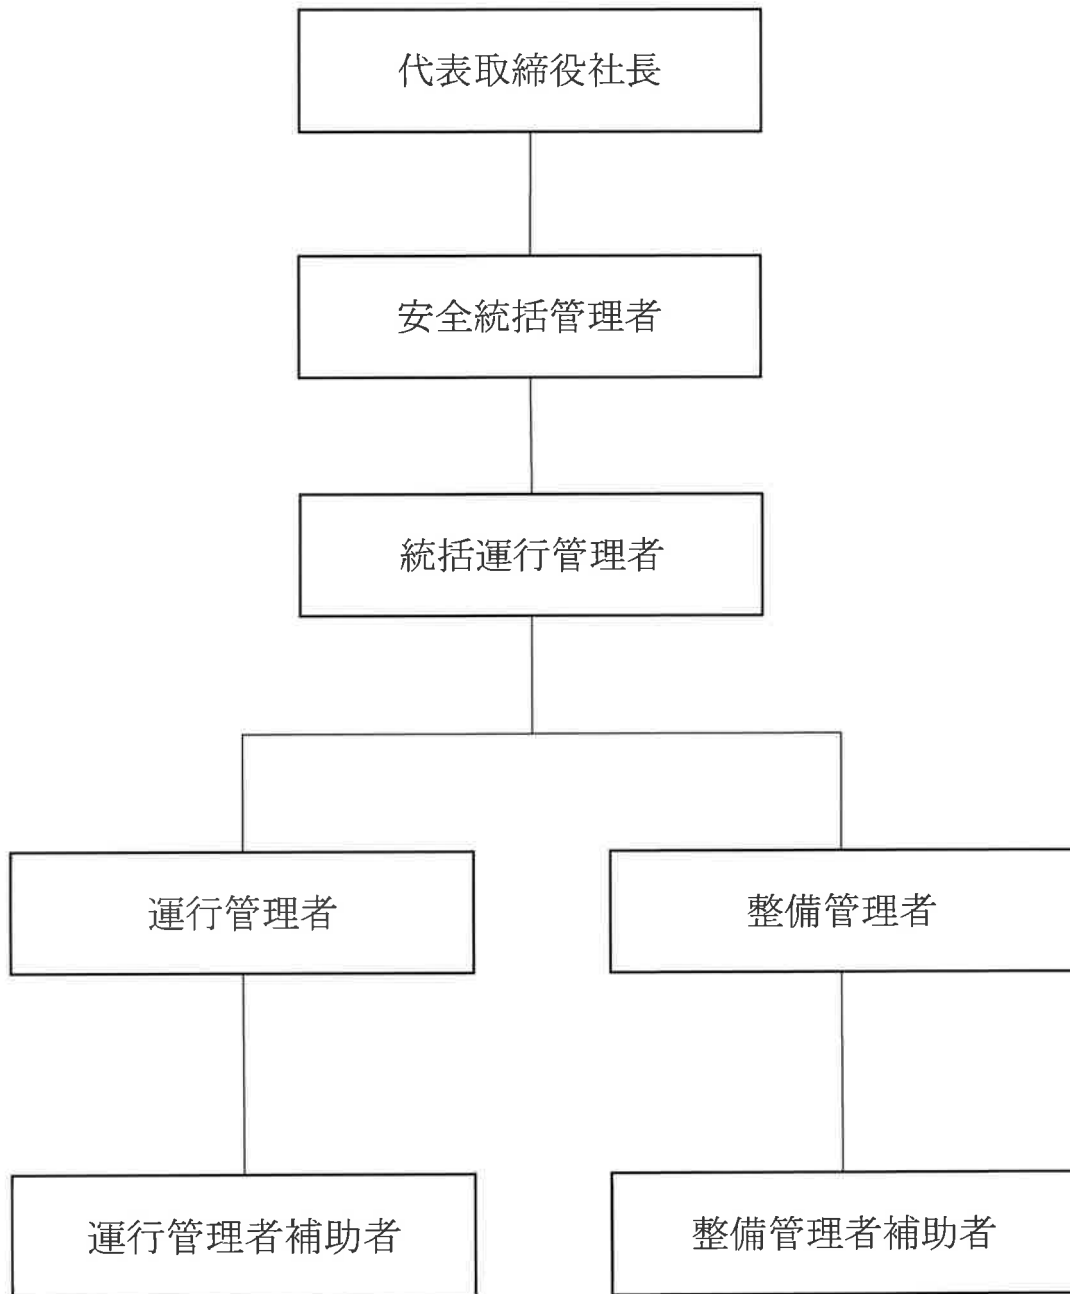 代表取締役社長
安全統括管理者
統括運行管理者
運行管理者
整備管理者
運行管理者補助者
整備管理者補助者